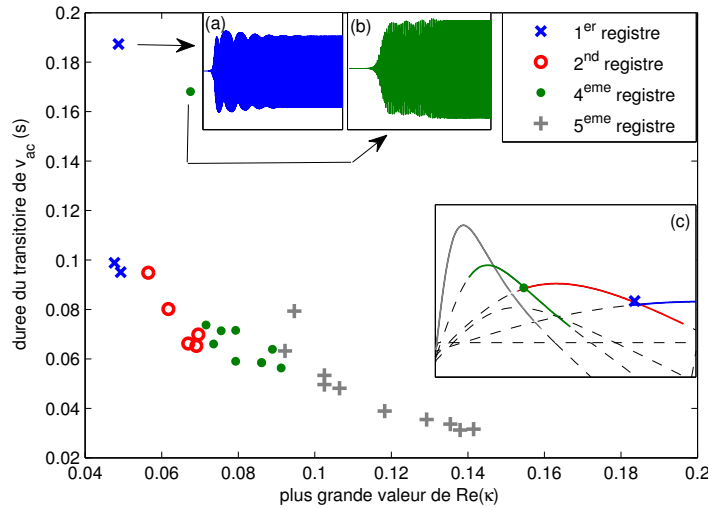 0.2
0.18
0.16
0.14
0.12
0.1
0.08
0.06
0.04
0.02
duree du transitoire de v_ac (s)
(a)
(b)
1^er registre
2^nd registre
4^eme registre
5^eme registre
(c)
0.04 0.06 0.08 0.1 0.12 0.14 0.16 0.18 0.2
plus grande valeur de Re(κ)